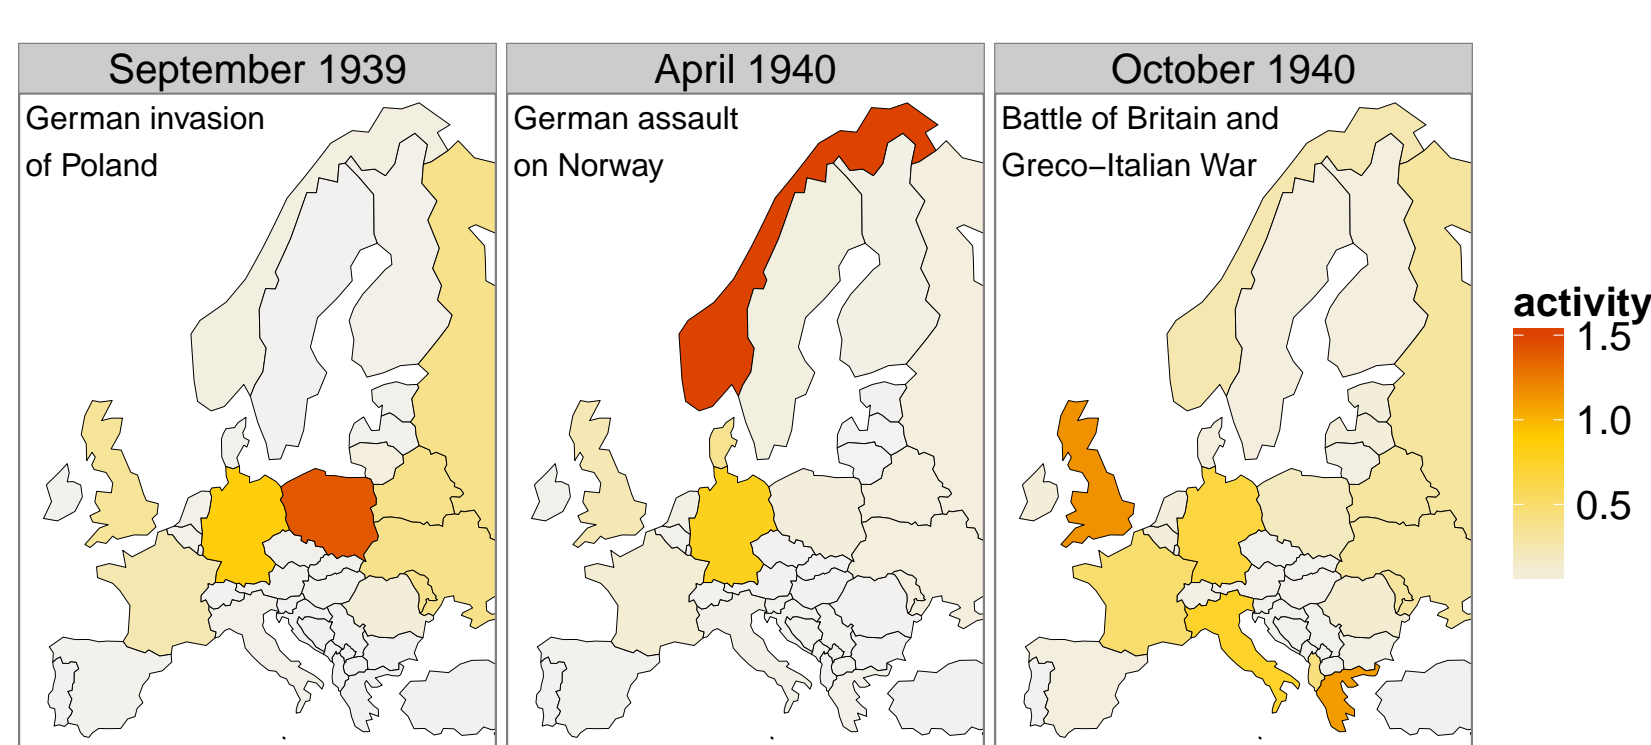 September 1939
April 1940
October 1940
German invasion
of Poland
German assault
on Norway
Battle of Britain and
Greco−Italian War
activity
1.5
1.0
0.5